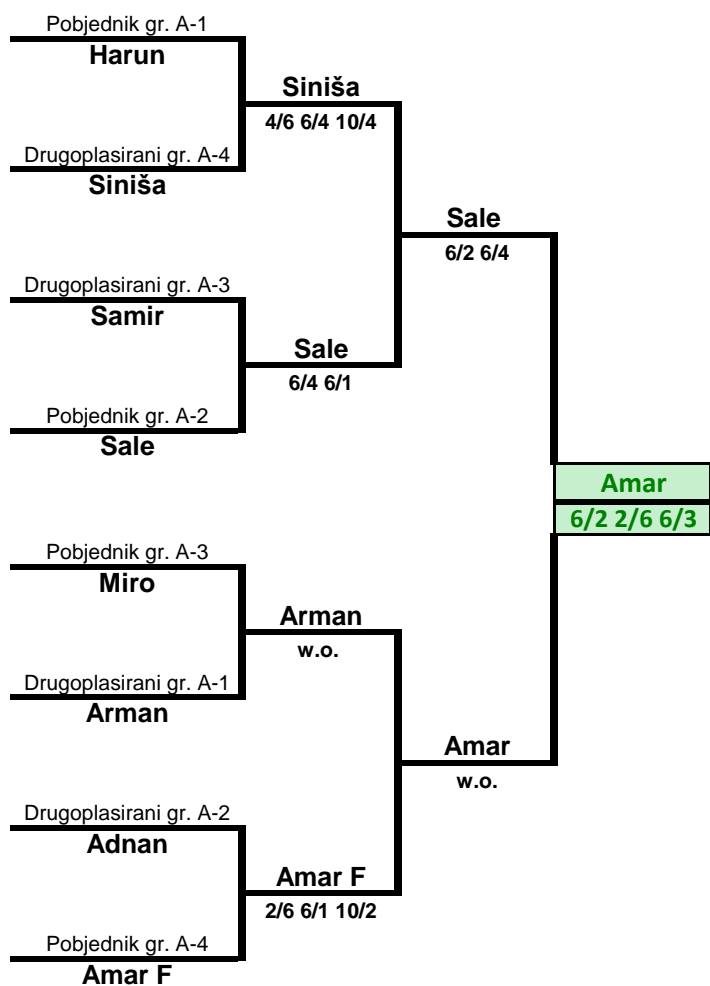 Pobjednik gr. A-1
Harun
Siniša
4/6 6/4 10/4
Drugoplasirani gr. A-4
Siniša
Sale
6/2 6/4
Drugoplasirani gr. A-3
Samir
Sale
6/4 6/1
Pobjednik gr. A-2
Sale
Amar
6/2 2/6 6/3
Pobjednik gr. A-3
Miro
Arman
w.o.
Drugoplasirani gr. A-1
Arman
Amar
w.o.
Drugoplasirani gr. A-2
Adnan
Amar F
2/6 6/1 10/2
Pobjednik gr. A-4
Amar F